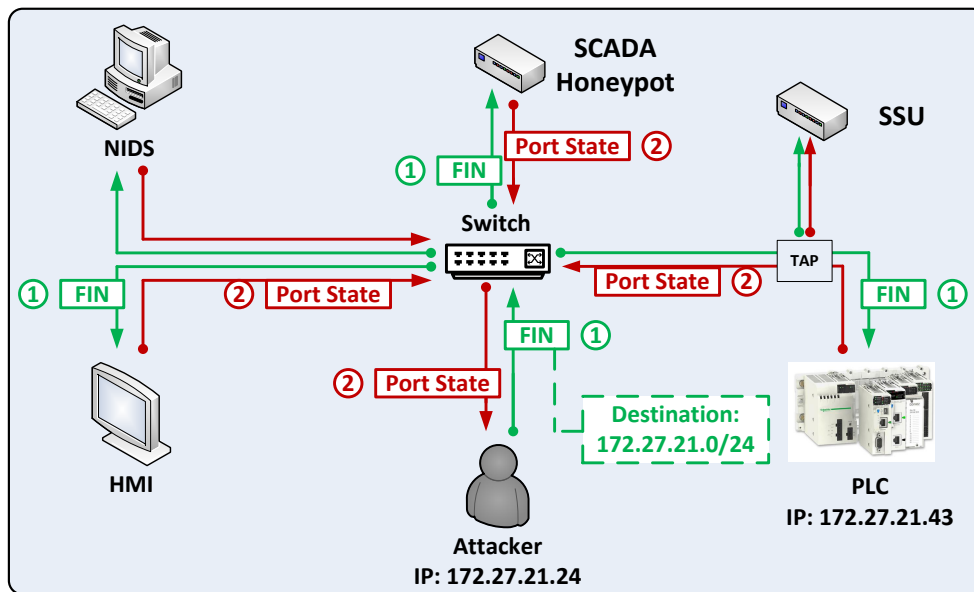 SCADA
Honeypot
SSU
NIDS
Port State ②
① FIN
Switch
TAP
① FIN
② Port State
Port State ②
FIN ①
FIN ①
② Port State
Destination:
172.27.21.0/24
HMI
PLC
IP: 172.27.21.43
Attacker
IP: 172.27.21.24